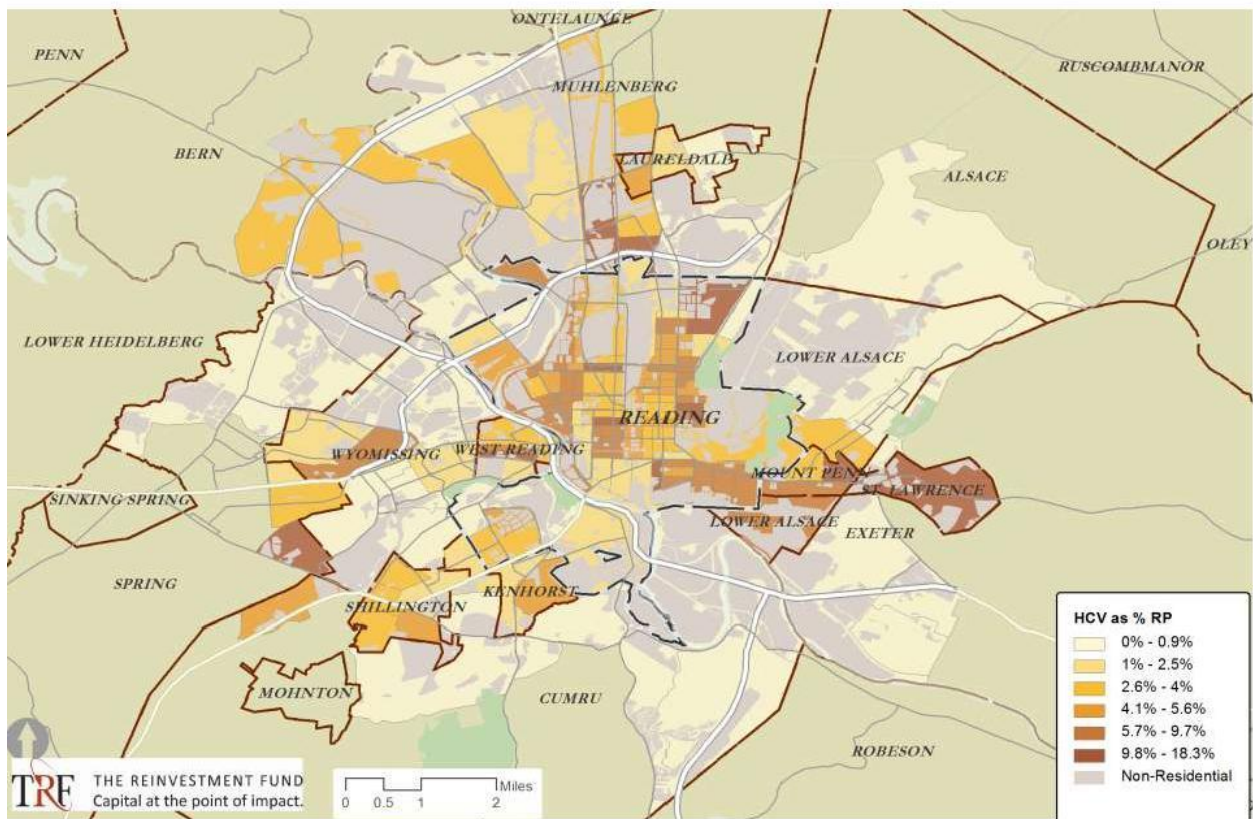 ONTELAUNEE
PENN
RUSCOMBMANOR
MUHLENBERG
BERN
LAURELDALE
ALSACE
OLEY
LOWER HEIDELBERG
LOWER ALSACE
READING
WYOMISSING
WEST READING
MOUNT PENN
SINKING SPRING
ST. LAWRENCE
LOWER ALSACE
EXETER
SPRING
KENHORST
SHILLINGTON
MOHNTON
CUMRU
ROBESON
HCV as % RP
0% - 0.9%
1% - 2.5%
2.6% - 4%
4.1% - 5.6%
5.7% - 9.7%
9.8% - 18.3%
Non-Residential
TRF THE REINVESTMENT FUND
Capital at the point of impact.
Miles
0 0.5 1 2